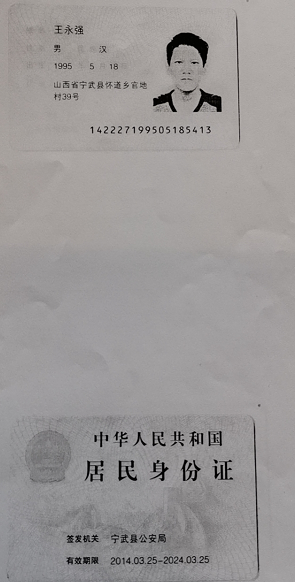 王永强
男 汉
1995 5 18
山西省宁武县怀道乡官地
村39号
142227199505185413
中华人民共和国
居民身份证
签发机关 宁武县公安局
有效期限 2014.03.25-2024.03.25